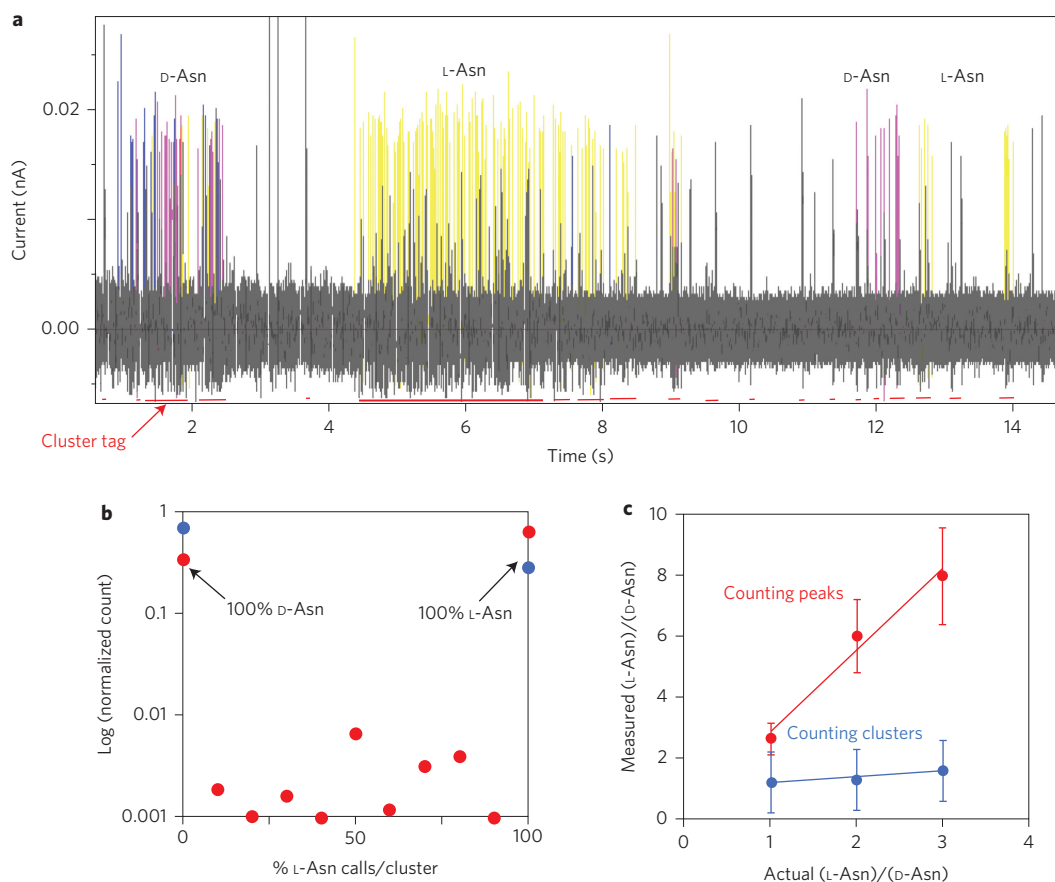 a
D-Asn
L-Asn
D-Asn
L-Asn
0.02
0.00
Current (nA)
Cluster tag
2
4
6
8
10
12
14
Time (s)
b
1
0.1
0.01
0.001
Log (normalized count)
100% D-Asn
100% L-Asn
0
50
100
% L-Asn calls/cluster
c
10
8
6
4
2
0
Measured (L-Asn)/(D-Asn)
Counting peaks
Counting clusters
0
1
2
3
4
Actual (L-Asn)/(D-Asn)